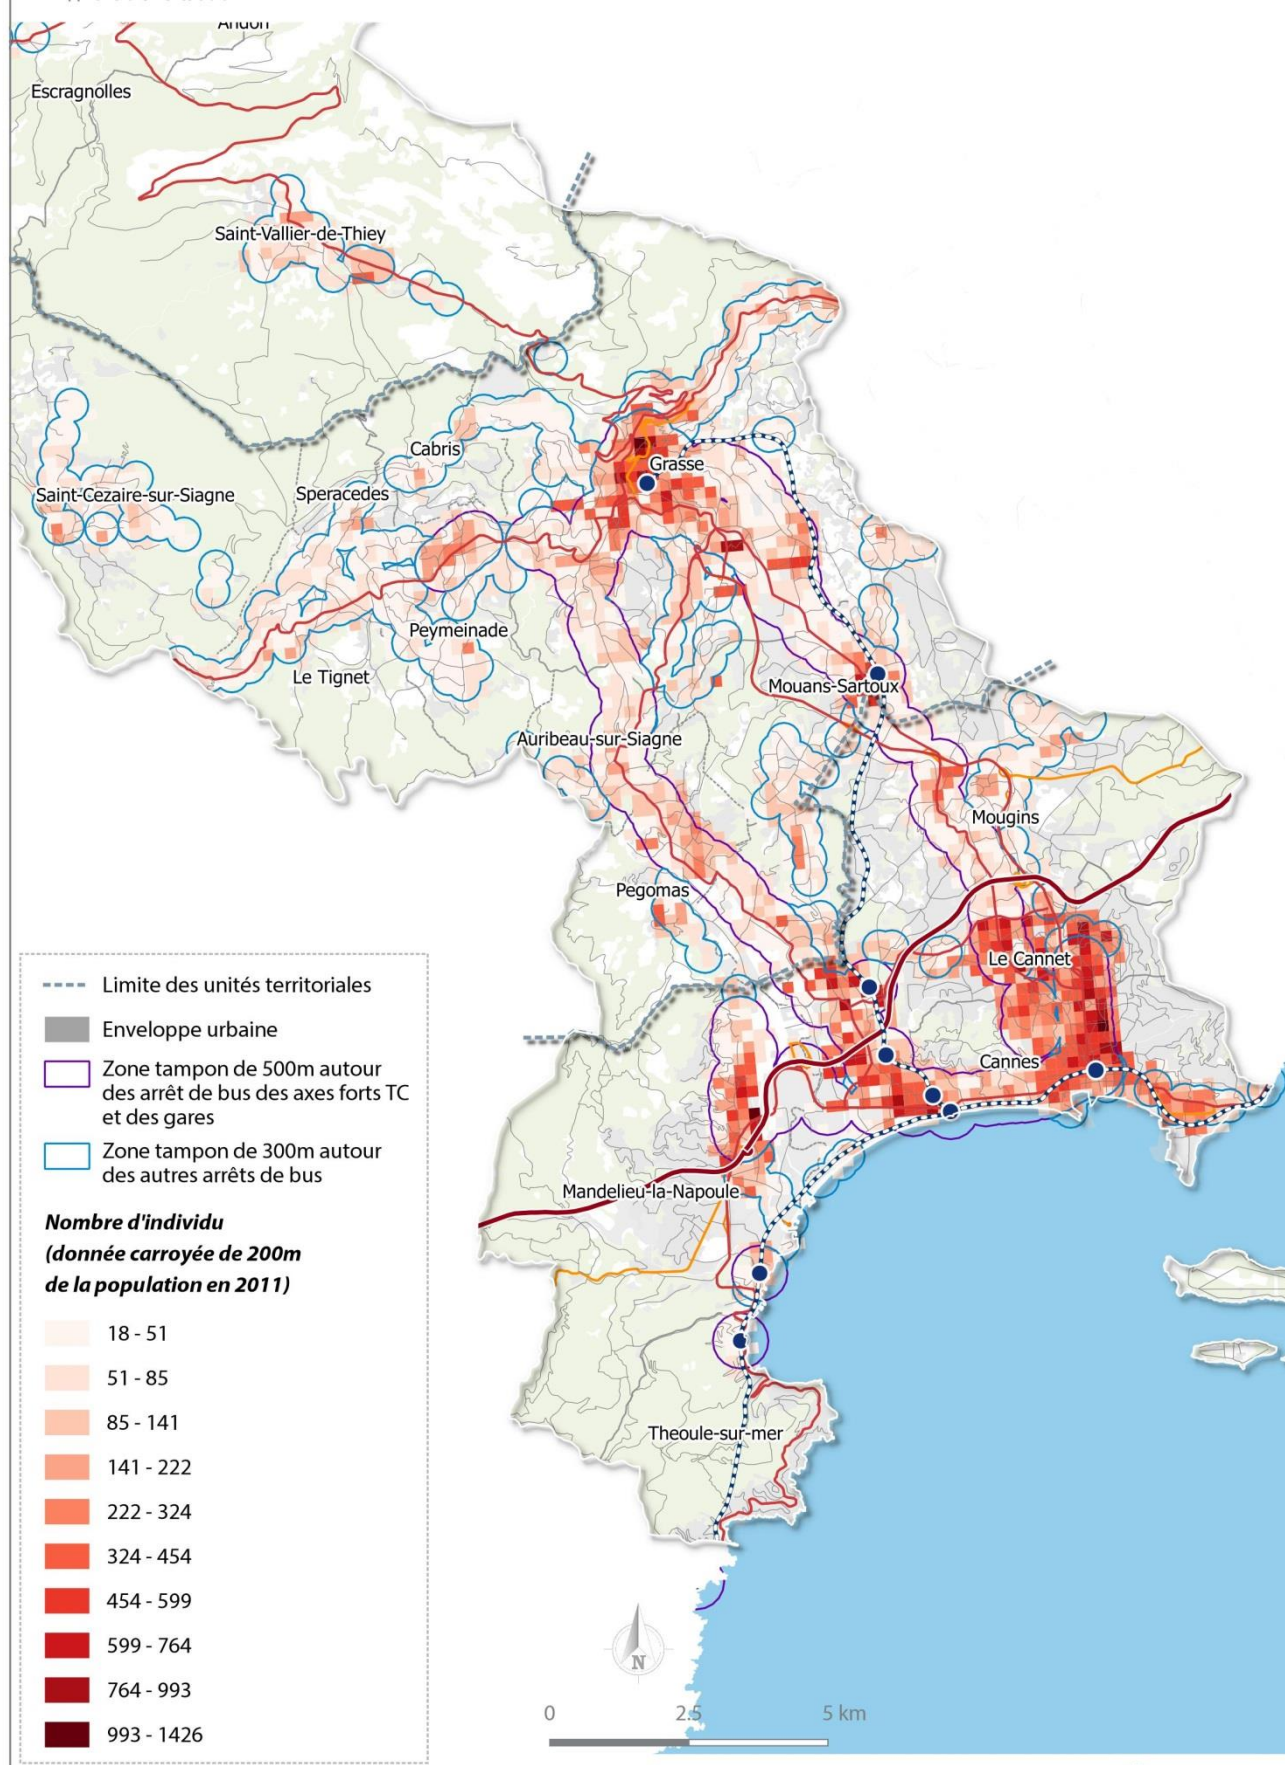 Andon
Escragnolles
Saint-Vallier-de-Thiey
Cabris
Grasse
Saint-Cezaire-sur-Siagne
Speracedes
Peymeinade
Le Tignet
Mouans-Sartoux
Auribeau-sur-Siagne
Mougins
Pegomas
Le Cannet
Cannes
Mandelieu-la-Napoule
Theoule-sur-mer
Limite des unités territoriales
Enveloppe urbaine
Zone tampon de 500m autour
des arrêt de bus des axes forts TC
et des gares
Zone tampon de 300m autour
des autres arrêts de bus
Nombre d'individu
(donnée carroyée de 200m
de la population en 2011)
18 - 51
51 - 85
85 - 141
141 - 222
222 - 324
324 - 454
454 - 599
599 - 764
764 - 993
993 - 1426
N
0 2.5 5 km